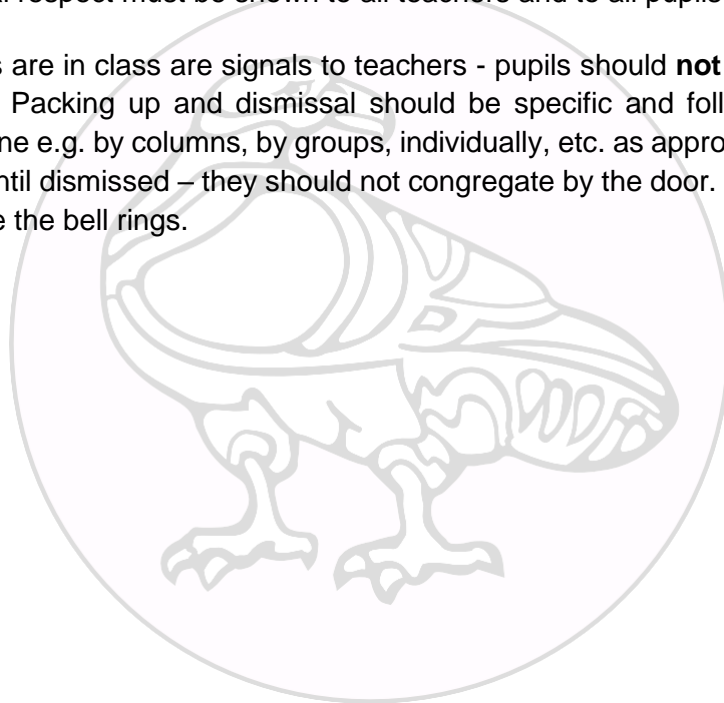 respect must be shown to all teachers and to all pupils
are in class are signals to teachers - pupils should not
Packing up and dismissal should be specific and foll
e.g. by columns, by groups, individually, etc. as appro
until dismissed – they should not congregate by the door.
the bell rings.